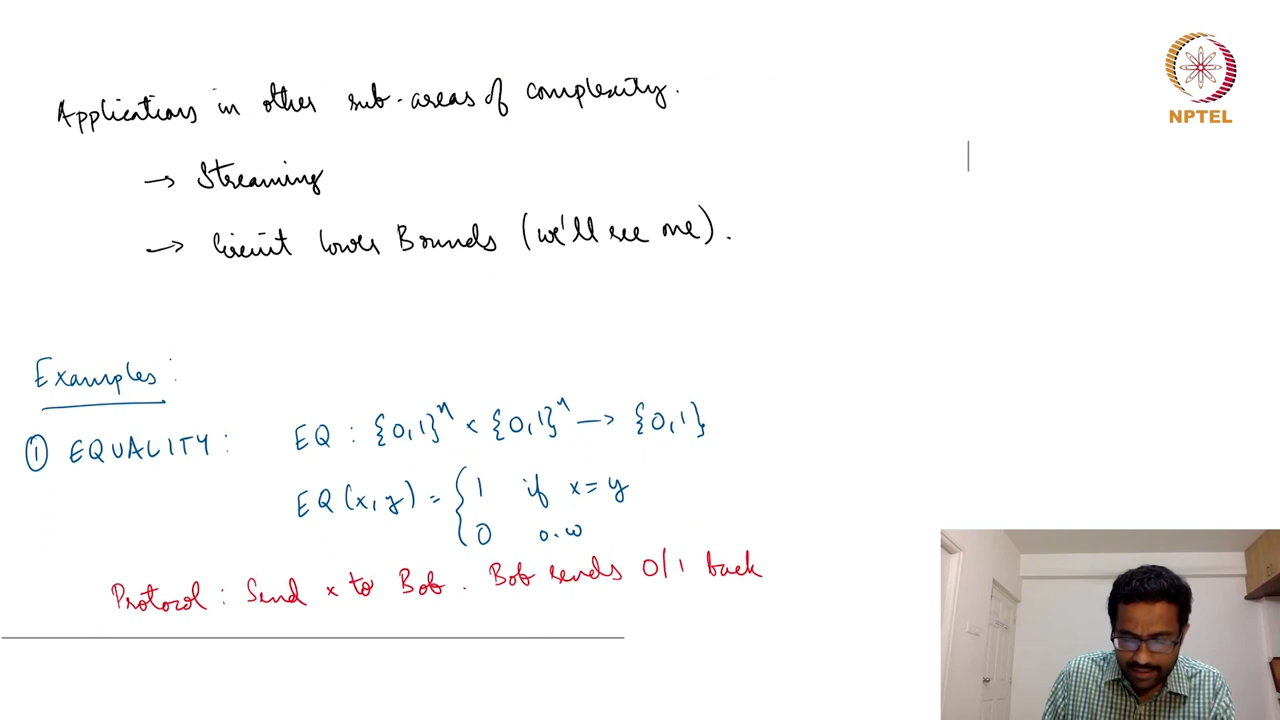 Applications in other sub-areas of complexity.
NPTEL
→ Streaming
→ Circuit Lower Bounds (we'll see one).
Examples:
① EQUALITY: EQ : {0,1}ⁿ × {0,1}ⁿ → {0,1}
EQ(x,y) = { 1 if x=y
0 o.w
Protocol: Send x to Bob. Bob sends 0/1 back